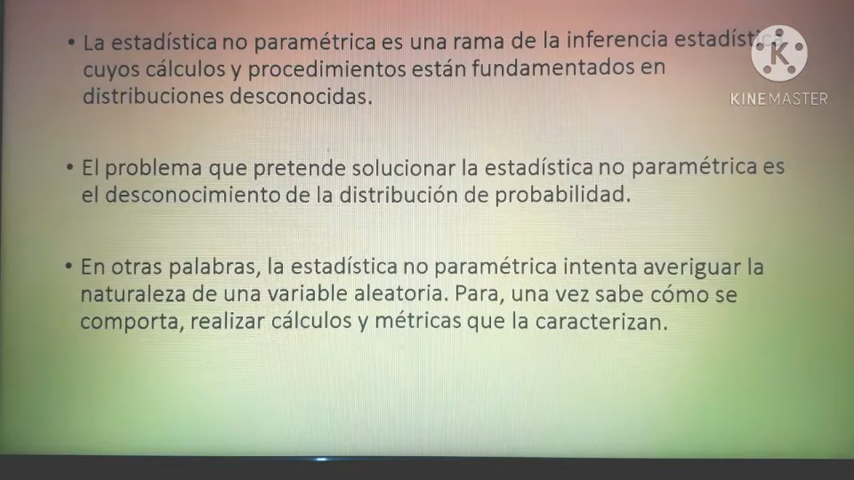 • La estadística no paramétrica es una rama de la inferencia estadística
cuyos cálculos y procedimientos están fundamentados en
distribuciones desconocidas.
• El problema que pretende solucionar la estadística no paramétrica es
el desconocimiento de la distribución de probabilidad.
• En otras palabras, la estadística no paramétrica intenta averiguar la
naturaleza de una variable aleatoria. Para, una vez sabe cómo se
comporta, realizar cálculos y métricas que la caracterizan.
K
KINEMASTER